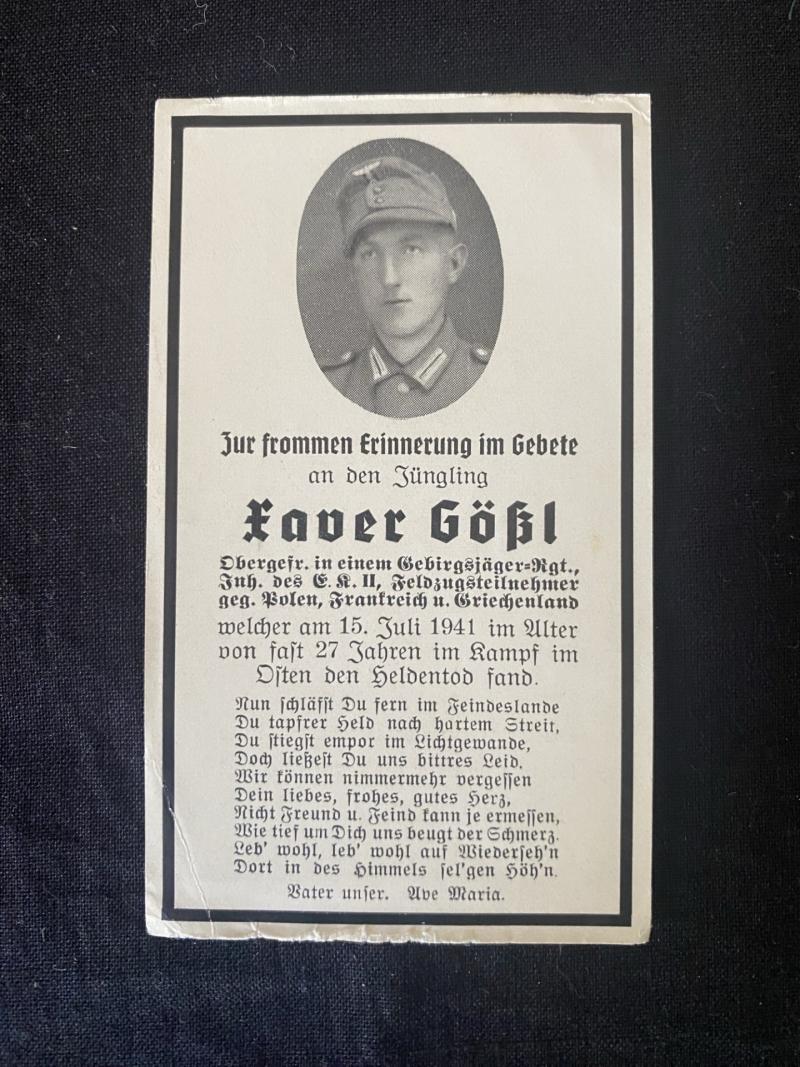 Zur frommen Erinnerung im Gebete
an den Jüngling
Xaver Gößl
Obergefr. in einem Gebirgsjäger-Rgt.,
Inh. des E. K. II, Feldzugsteilnehmer
geg. Polen, Frankreich u. Griechenland
welcher am 15. Juli 1941 im Alter
von fast 27 Jahren im Kampf im
Osten den Heldentod fand.
Nun schläfst Du fern im Feindeslande
Du tapfrer Held nach hartem Streit,
Du stiegst empor im Lichtgewande,
Doch ließest Du uns bittres Leid.
Wir können nimmermehr vergessen
Dein liebes, frohes, gutes Herz,
Nicht Freund u. Feind kann je ermessen,
Wie tief um Dich uns beugt der Schmerz.
Leb' wohl, leb' wohl auf Wiederseh'n
Dort in des Himmels sel'gen Höh'n.
Vater unser. Ave Maria.